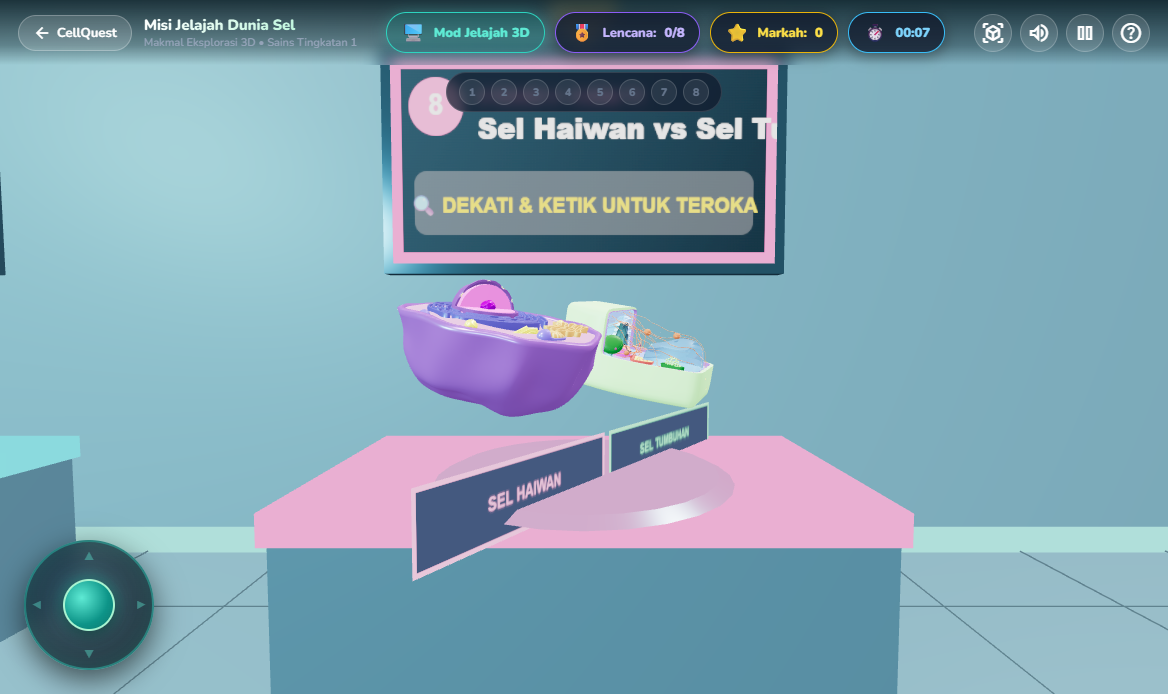 CellQuest
Misi Jelajah Dunia Sel
Makmal Eksplorasi 3D • Sains Tingkatan 1
Mod Jelajah 3D
Lencana: 0/8
Markah: 0
00:07
1 2 3 4 5 6 7 8
8
Sel Haiwan vs Sel Tu
DEKATI & KETIK UNTUK TEROKA
SEL HAIWAN
SEL TUMBUHAN